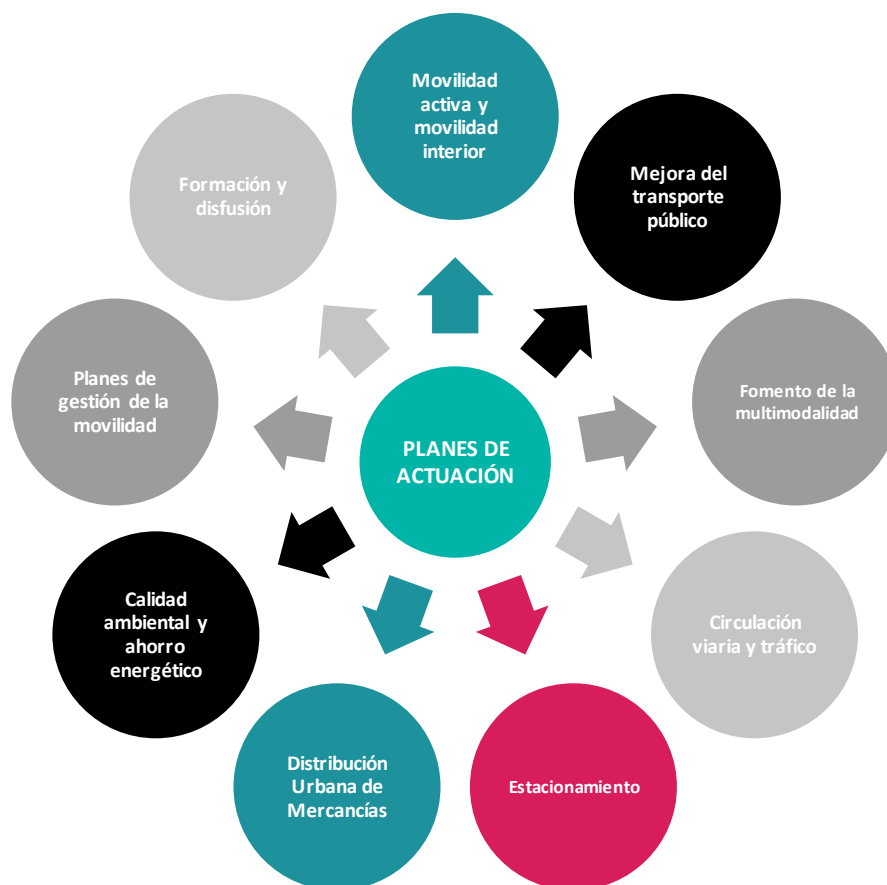 Movilidad
activa y
movilidad
interior
Mejora del
transporte
público
Fomento de la
multimodalidad
Circulación
viaria y tráfico
Estacionamiento
Distribución
Urbana de
Mercancías
Calidad
ambiental y
ahorro
energético
Planes de
gestión de la
movilidad
Formación y
disfusión
PLANES DE
ACTUACIÓN